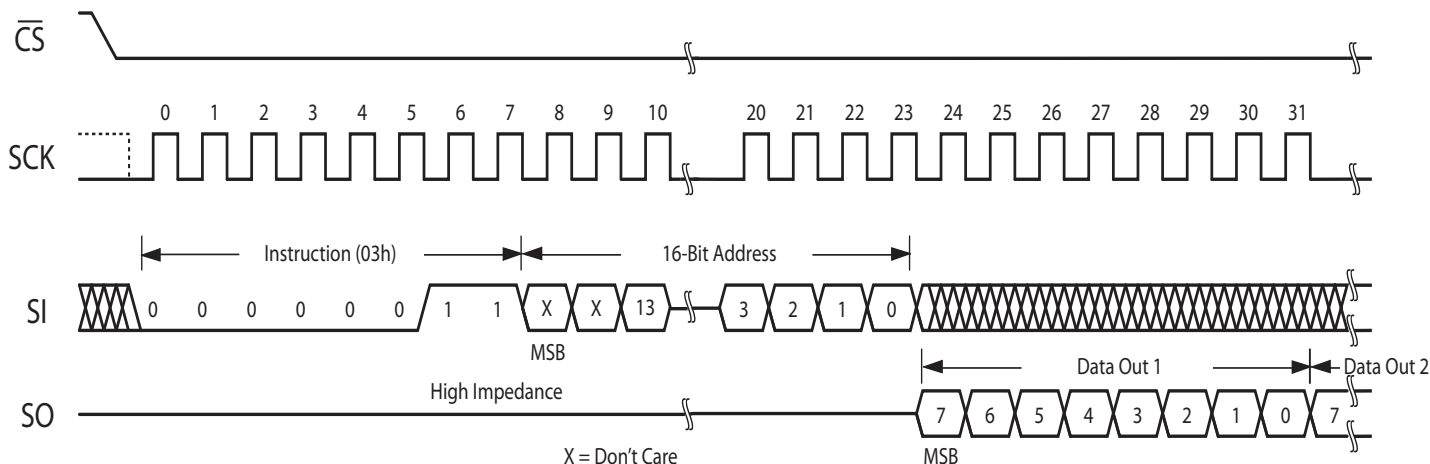 CS
0 1 2 3 4 5 6 7 8 9 10 20 21 22 23 24 25 26 27 28 29 30 31
SCK
Instruction (03h) 16-Bit Address
SI 0 0 0 0 0 0 1 1 X X 13 3 2 1 0
MSB
Data Out 1 Data Out 2
High Impedance
SO 7 6 5 4 3 2 1 0 7
X = Don't Care MSB